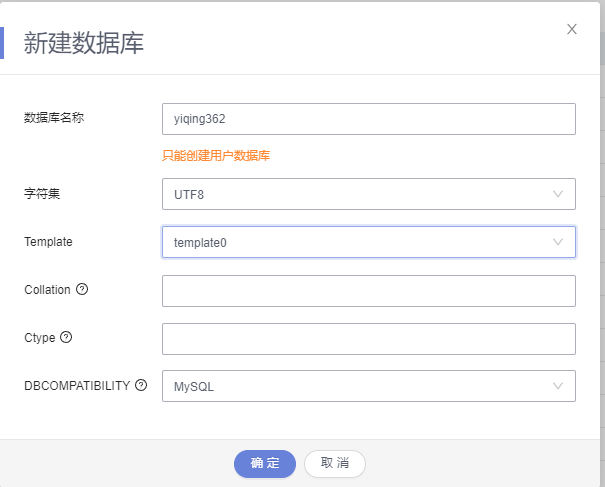 新建数据库
数据库名称
yiqing362
只能创建用户数据库
字符集
UTF8
Template
template0
Collation
Ctype
DBCOMPATIBILITY
MySQL
确 定
取 消